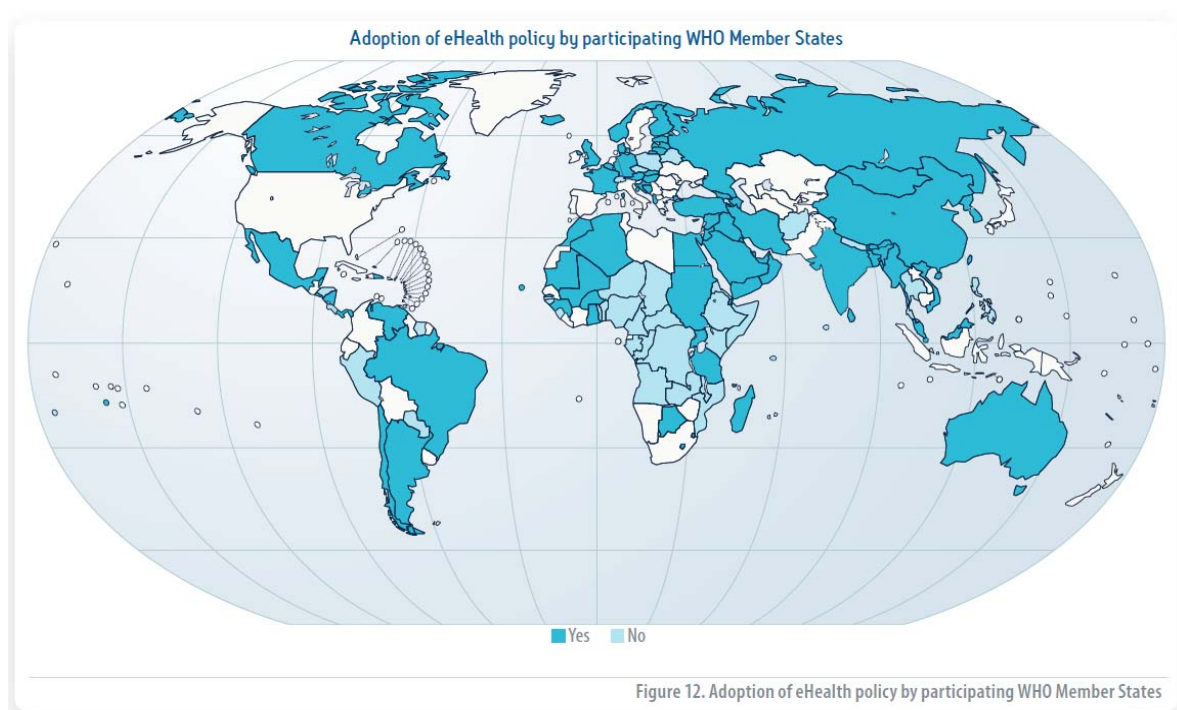 Adoption of eHealth policy by participating WHO Member States
Yes No
Figure 12. Adoption of eHealth policy by participating WHO Member States